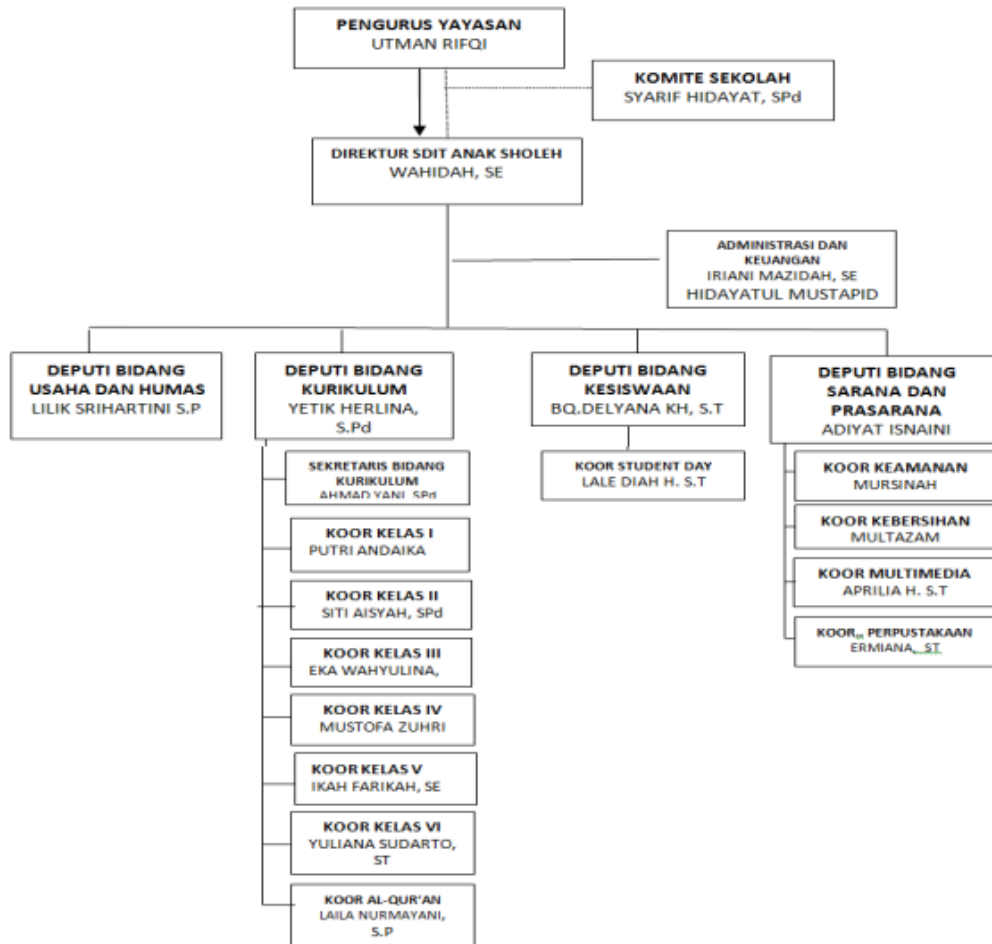 PENGURUS YAYASAN
UTMAN RIFQI
KOMITE SEKOLAH
SYARIF HIDAYAT, SPd
DIREKTUR SDIT ANAK SHOLEH
WAHIDAH, SE
ADMINISTRASI DAN
KEUANGAN
IRIANI MAZIDAH, SE
HIDAYATUL MUSTAPID
DEPUTI BIDANG
USAHA DAN HUMAS
LILIK SRIHARTINI S.P
DEPUTI BIDANG
KURIKULUM
YETIK HERLINA,
S.Pd
DEPUTI BIDANG
KESISWAAN
BQ.DELYANA KH, S.T
DEPUTI BIDANG
SARANA DAN
PRASARANA
ADIYAT ISNAINI
SEKRETARIS BIDANG
KURIKULUM
AHMAD YANI, SPd
KOOR KELAS I
PUTRI ANDAIKA
KOOR KELAS II
SITI AISYAH, SPd
KOOR KELAS III
EKA WAHYULINA,
KOOR KELAS IV
MUSTOFA ZUHRI
KOOR KELAS V
IKAH FARIKAH, SE
KOOR KELAS VI
YULIANA SUDARTO,
ST
KOOR AL-QUR'AN
LAILA NURMAYANI,
S.P
KOOR STUDENT DAY
LALE DIAH H. S.T
KOOR KEAMANAN
MURSINAH
KOOR KEBERSIHAN
MULTAZAM
KOOR MULTIMEDIA
APRILIA H. S.T
KOOR PERPUSTAKAAN
ERMIANA, ST